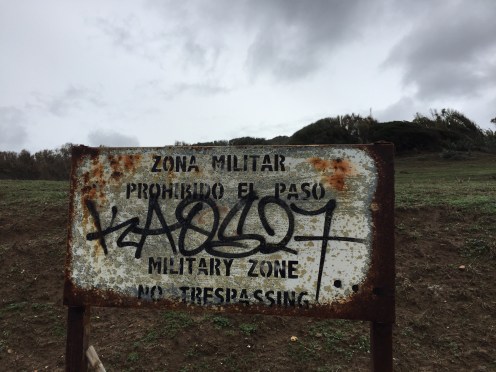 ZONA MILITAR
PROHIBIDO EL PASO
MILITARY ZONE
NO TRESPASSING